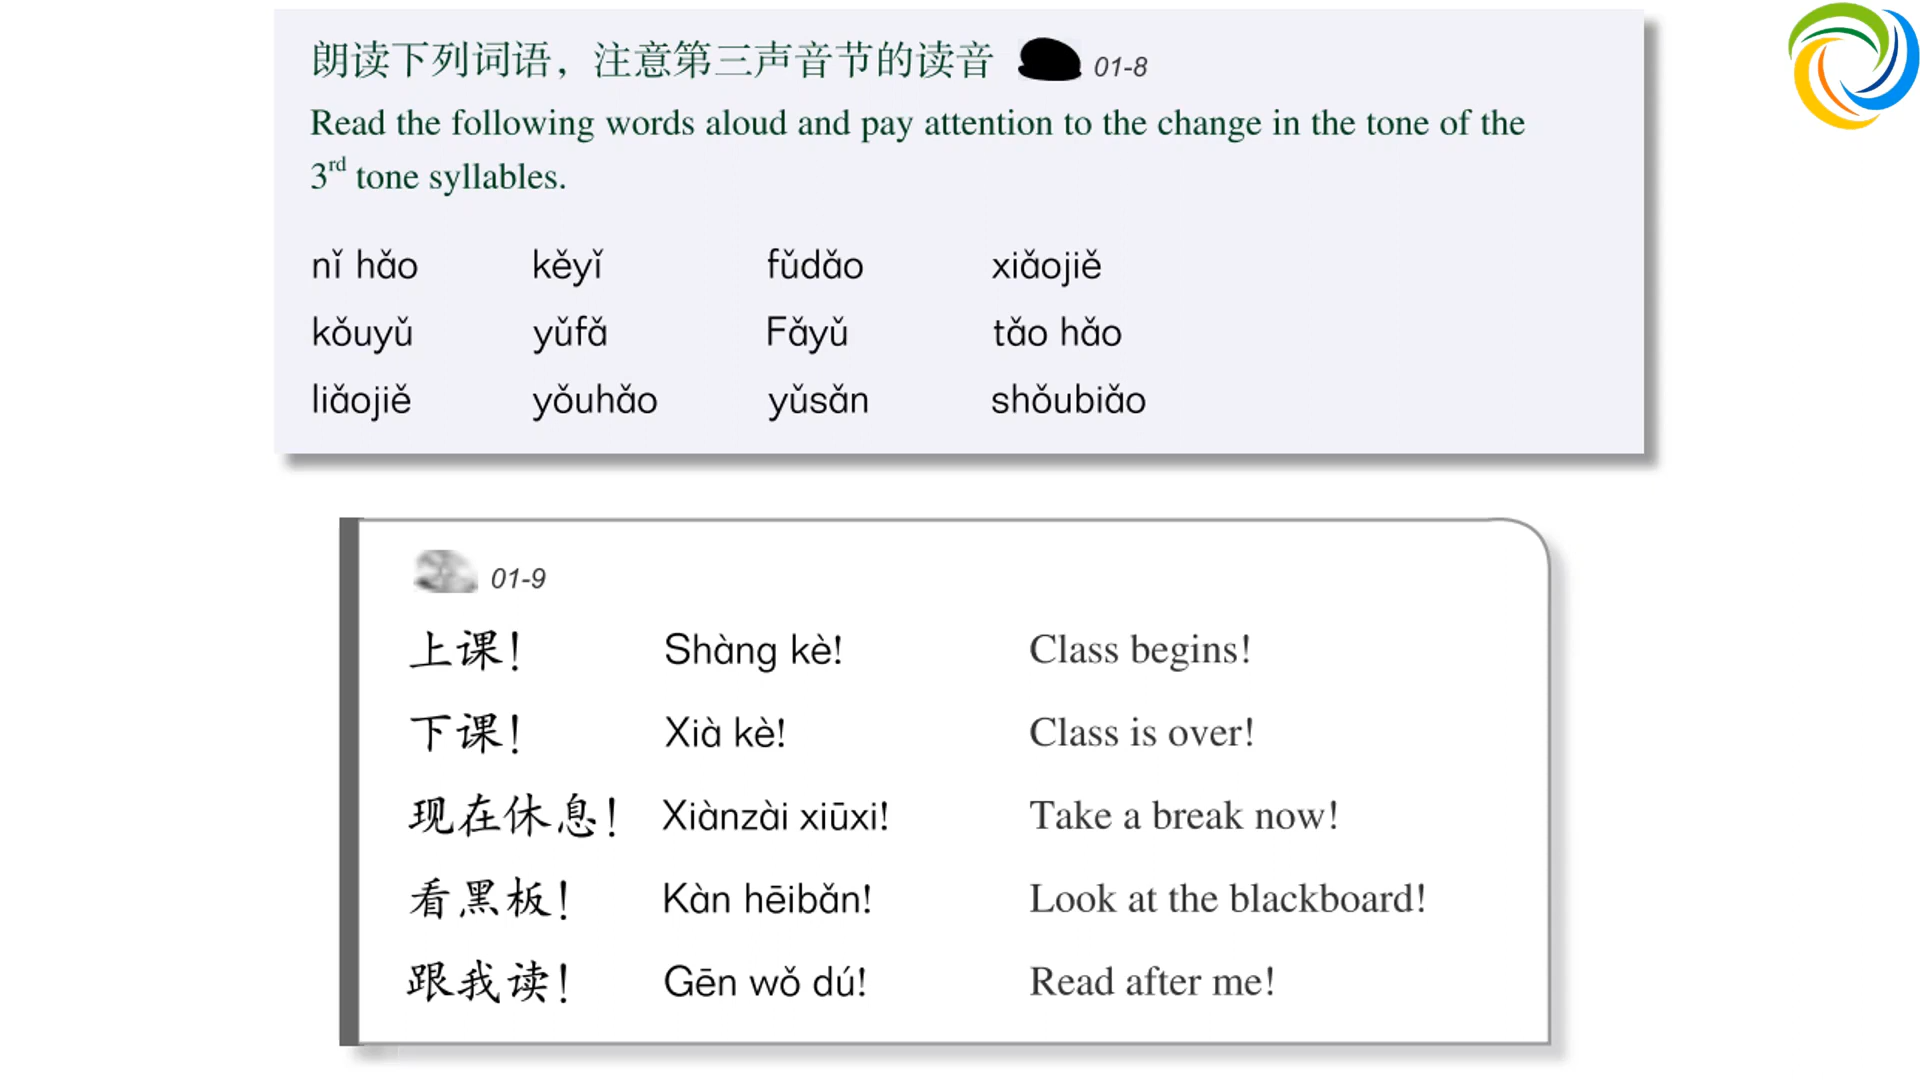 朗读下列词语，注意第三声音节的读音 01-8
Read the following words aloud and pay attention to the change in the tone of the
3rd tone syllables.
nǐ hǎo kěyǐ fǔdǎo xiǎojiě
kǒuyǔ yǔfǎ Fǎyǔ tǎo hǎo
liǎojiě yǒuhǎo yǔsǎn shǒubiǎo
01-9
上课！ Shàng kè! Class begins!
下课！ Xià kè! Class is over!
现在休息！ Xiànzài xiūxi! Take a break now!
看黑板！ Kàn hēibǎn! Look at the blackboard!
跟我读！ Gēn wǒ dú! Read after me!